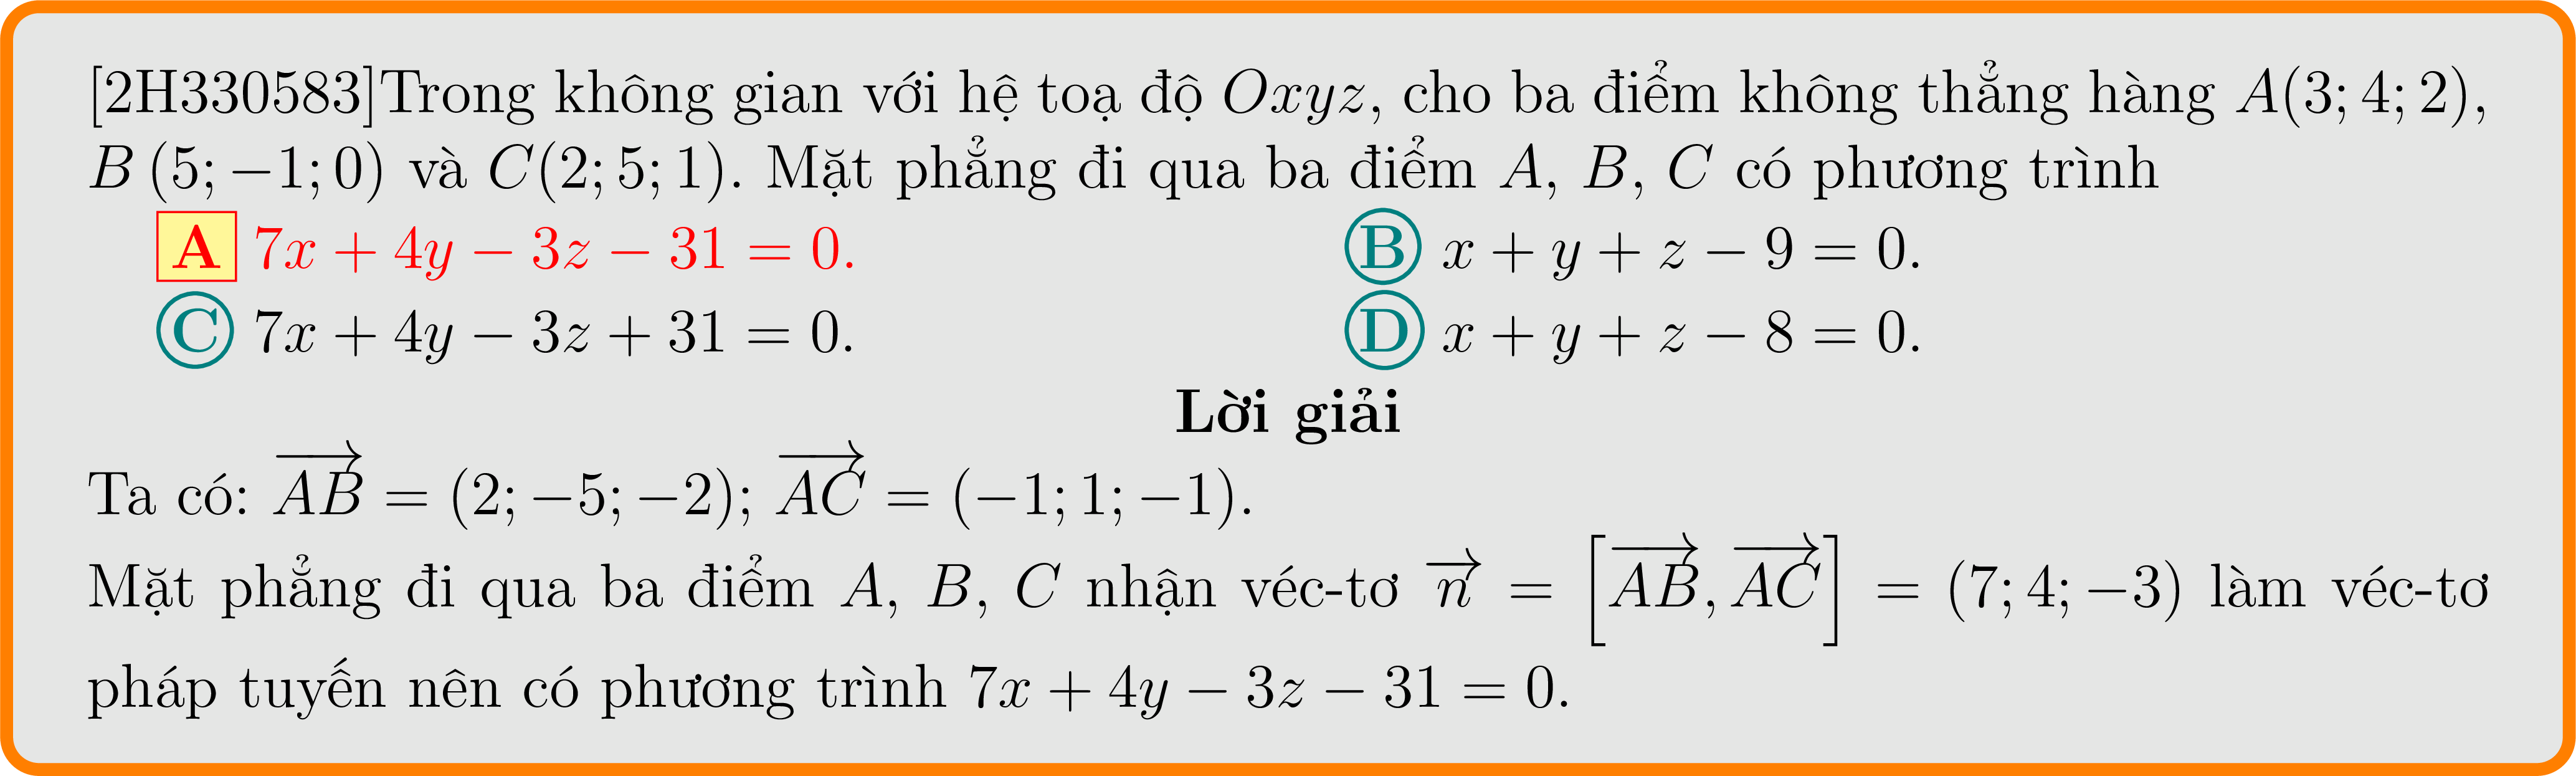 [2H330583]Trong không gian với hệ toạ độ Oxyz, cho ba điểm không thẳng hàng A(3; 4; 2),
B (5; −1; 0) và C(2; 5; 1). Mặt phẳng đi qua ba điểm A, B, C có phương trình
A 7x + 4y − 3z − 31 = 0. B x + y + z − 9 = 0.
C 7x + 4y − 3z + 31 = 0. D x + y + z − 8 = 0.
Lời giải
Ta có: $\overrightarrow{AB}$ = (2; −5; −2); $\overrightarrow{AC}$ = (−1; 1; −1).
Mặt phẳng đi qua ba điểm A, B, C nhận véc-tơ $\overrightarrow{n}$ = [$\overrightarrow{AB}$, $\overrightarrow{AC}$] = (7; 4; −3) làm véc-tơ
pháp tuyến nên có phương trình 7x + 4y − 3z − 31 = 0.